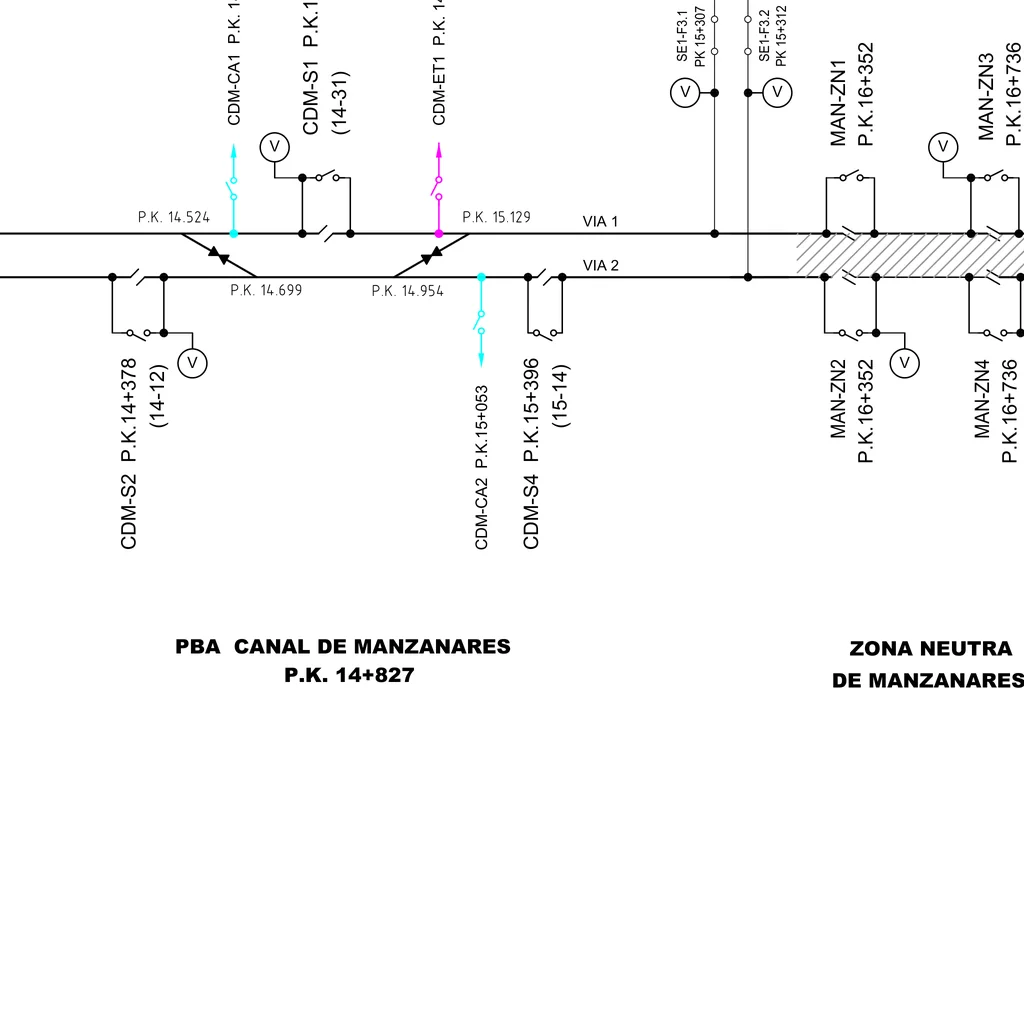 CDM-CA1 P.K. 14
CDM-S1 P.K.1
(14-31)
CDM-ET1 P.K. 14
SE1-F3.1
PK 15+307
SE1-F3.2
PK 15+312
MAN-ZN1
P.K.16+352
MAN-ZN3
P.K.16+736
V
V
V
V
P.K. 14.524
P.K. 15.129
VIA 1
VIA 2
P.K. 14.699
P.K. 14.954
V
V
CDM-S2 P.K.14+378
(14-12)
CDM-CA2 P.K.15+053
CDM-S4 P.K.15+396
(15-14)
MAN-ZN2
P.K.16+352
MAN-ZN4
P.K.16+736
PBA CANAL DE MANZANARES
P.K. 14+827
ZONA NEUTRA
DE MANZANARES